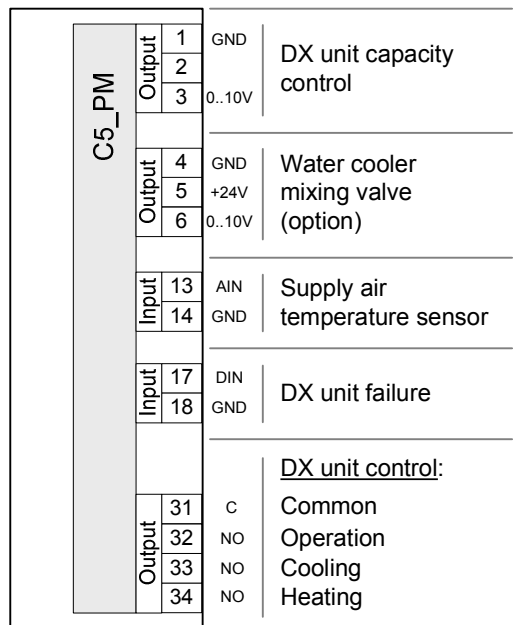 C5_PM
Output
1 GND
2
3 0..10V
DX unit capacity
control
Output
4 GND
5 +24V
6 0..10V
Water cooler
mixing valve
(option)
Input
13 AIN
14 GND
Supply air
temperature sensor
Input
17 DIN
18 GND
DX unit failure
DX unit control:
Output
31 C Common
32 NO Operation
33 NO Cooling
34 NO Heating